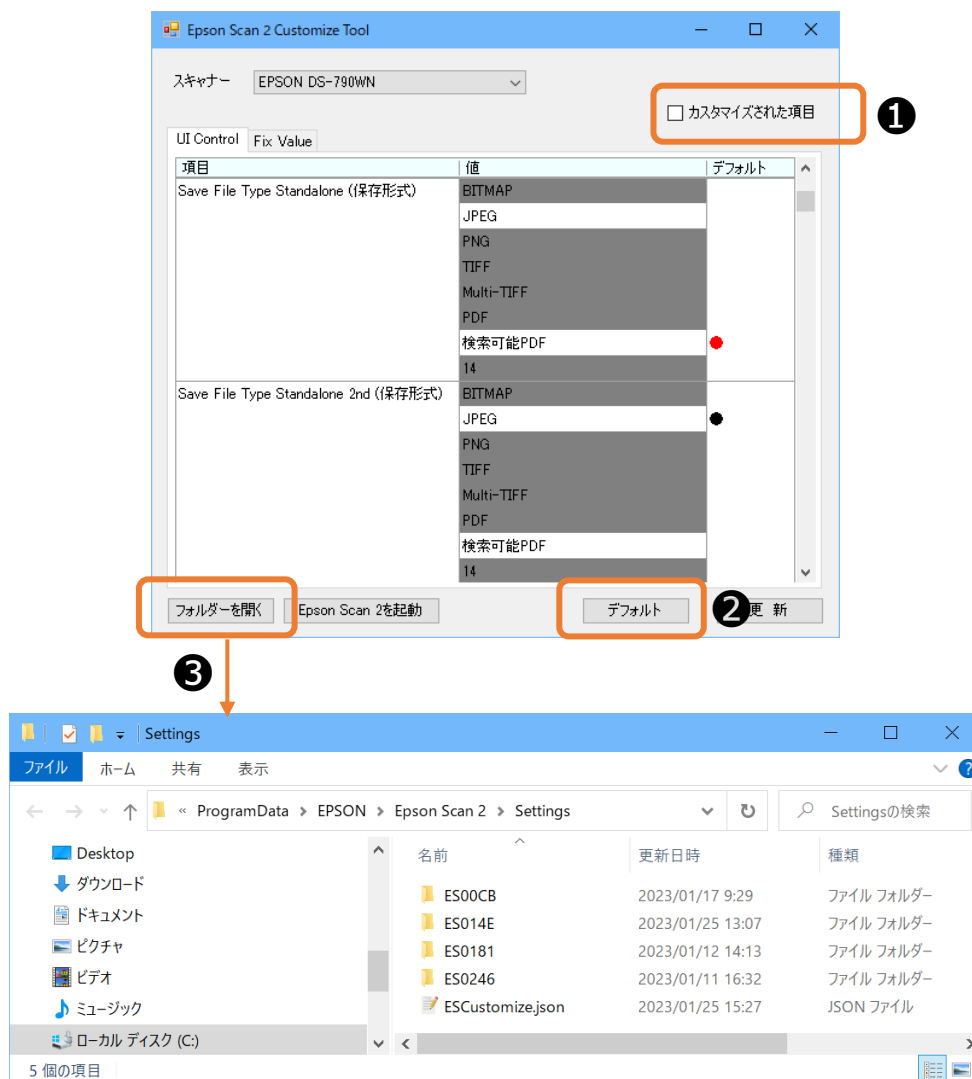 Epson Scan 2 Customize Tool
スキャナー EPSON DS-790WN
カスタマイズされた項目 ❶
UI Control Fix Value
項目 値 デフォルト
Save File Type Standalone (保存形式) BITMAP
JPEG
PNG
TIFF
Multi-TIFF
PDF
検索可能PDF
14
Save File Type Standalone 2nd (保存形式) BITMAP
JPEG
PNG
TIFF
Multi-TIFF
PDF
検索可能PDF
14
フォルダーを開く Epson Scan 2を起動 デフォルト ❷ 更 新
❸
Settings
ファイル ホーム 共有 表示
« ProgramData > EPSON > Epson Scan 2 > Settings Settingsの検索
Desktop
ダウンロード
ドキュメント
ピクチャ
ビデオ
ミュージック
ローカル ディスク (C:)
名前 更新日時 種類
ES00CB 2023/01/17 9:29 ファイル フォルダー
ES014E 2023/01/25 13:07 ファイル フォルダー
ES0181 2023/01/12 14:13 ファイル フォルダー
ES0246 2023/01/11 16:32 ファイル フォルダー
ESCustomize.json 2023/01/25 15:27 JSON ファイル
5 個の項目